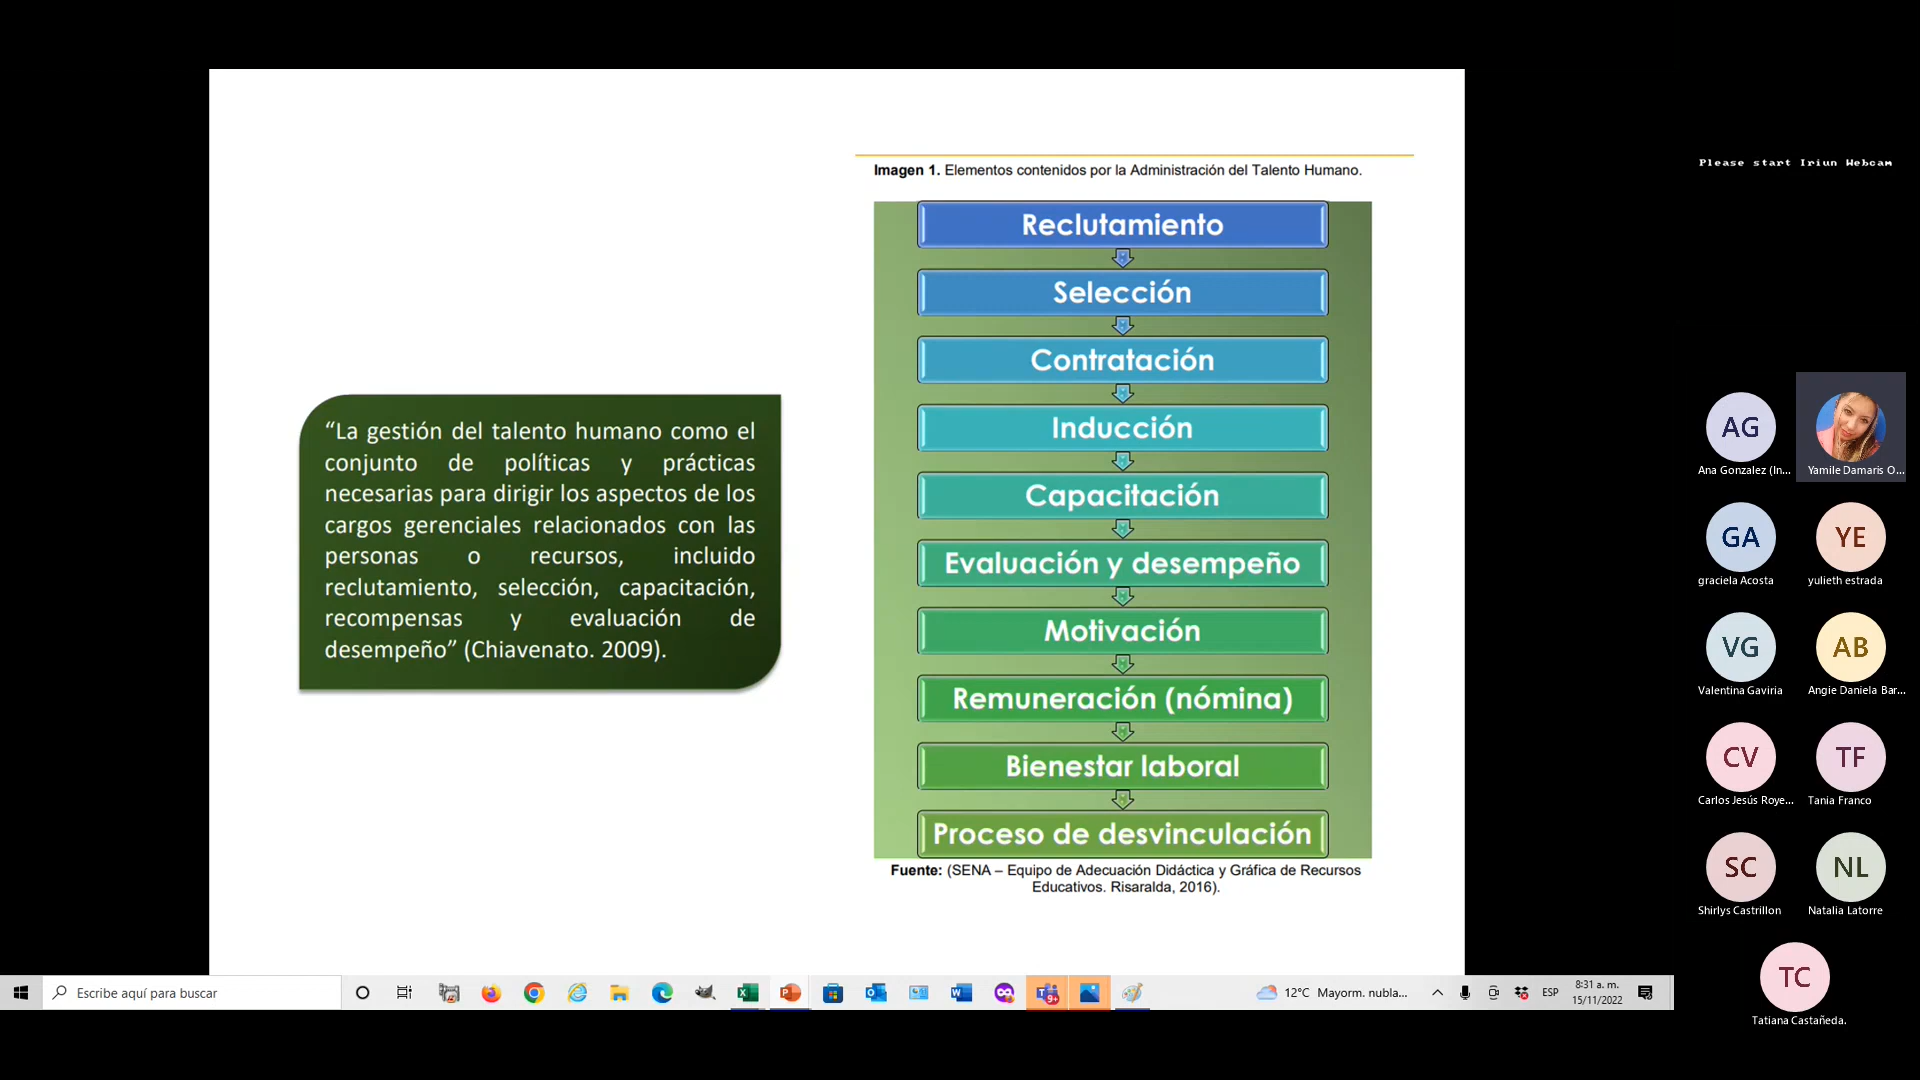 Imagen 1. Elementos contenidos por la Administración del Talento Humano.
Reclutamiento
Selección
Contratación
Inducción
Capacitación
Evaluación y desempeño
Motivación
Remuneración (nómina)
Bienestar laboral
Proceso de desvinculación
Fuente: (SENA – Equipo de Adecuación Didáctica y Gráfica de Recursos
Educativos. Risaralda, 2016).
“La gestión del talento humano como el
conjunto de políticas y prácticas
necesarias para dirigir los aspectos de los
cargos gerenciales relacionados con las
personas o recursos, incluido
reclutamiento, selección, capacitación,
recompensas y evaluación de
desempeño” (Chiavenato. 2009).
Please start Iriun Webcam
AG
Ana Gonzalez (In...
Yamile Damaris O...
GA
graciela Acosta
YE
yulieth estrada
VG
Valentina Gaviria
AB
Angie Daniela Bar...
CV
Carlos Jesús Roye...
TF
Tania Franco
SC
Shirlys Castrillon
NL
Natalia Latorre
TC
Tatiana Castañeda.
Escribe aquí para buscar
9+
12°C Mayorm. nubla...
ESP
8:31 a. m.
15/11/2022